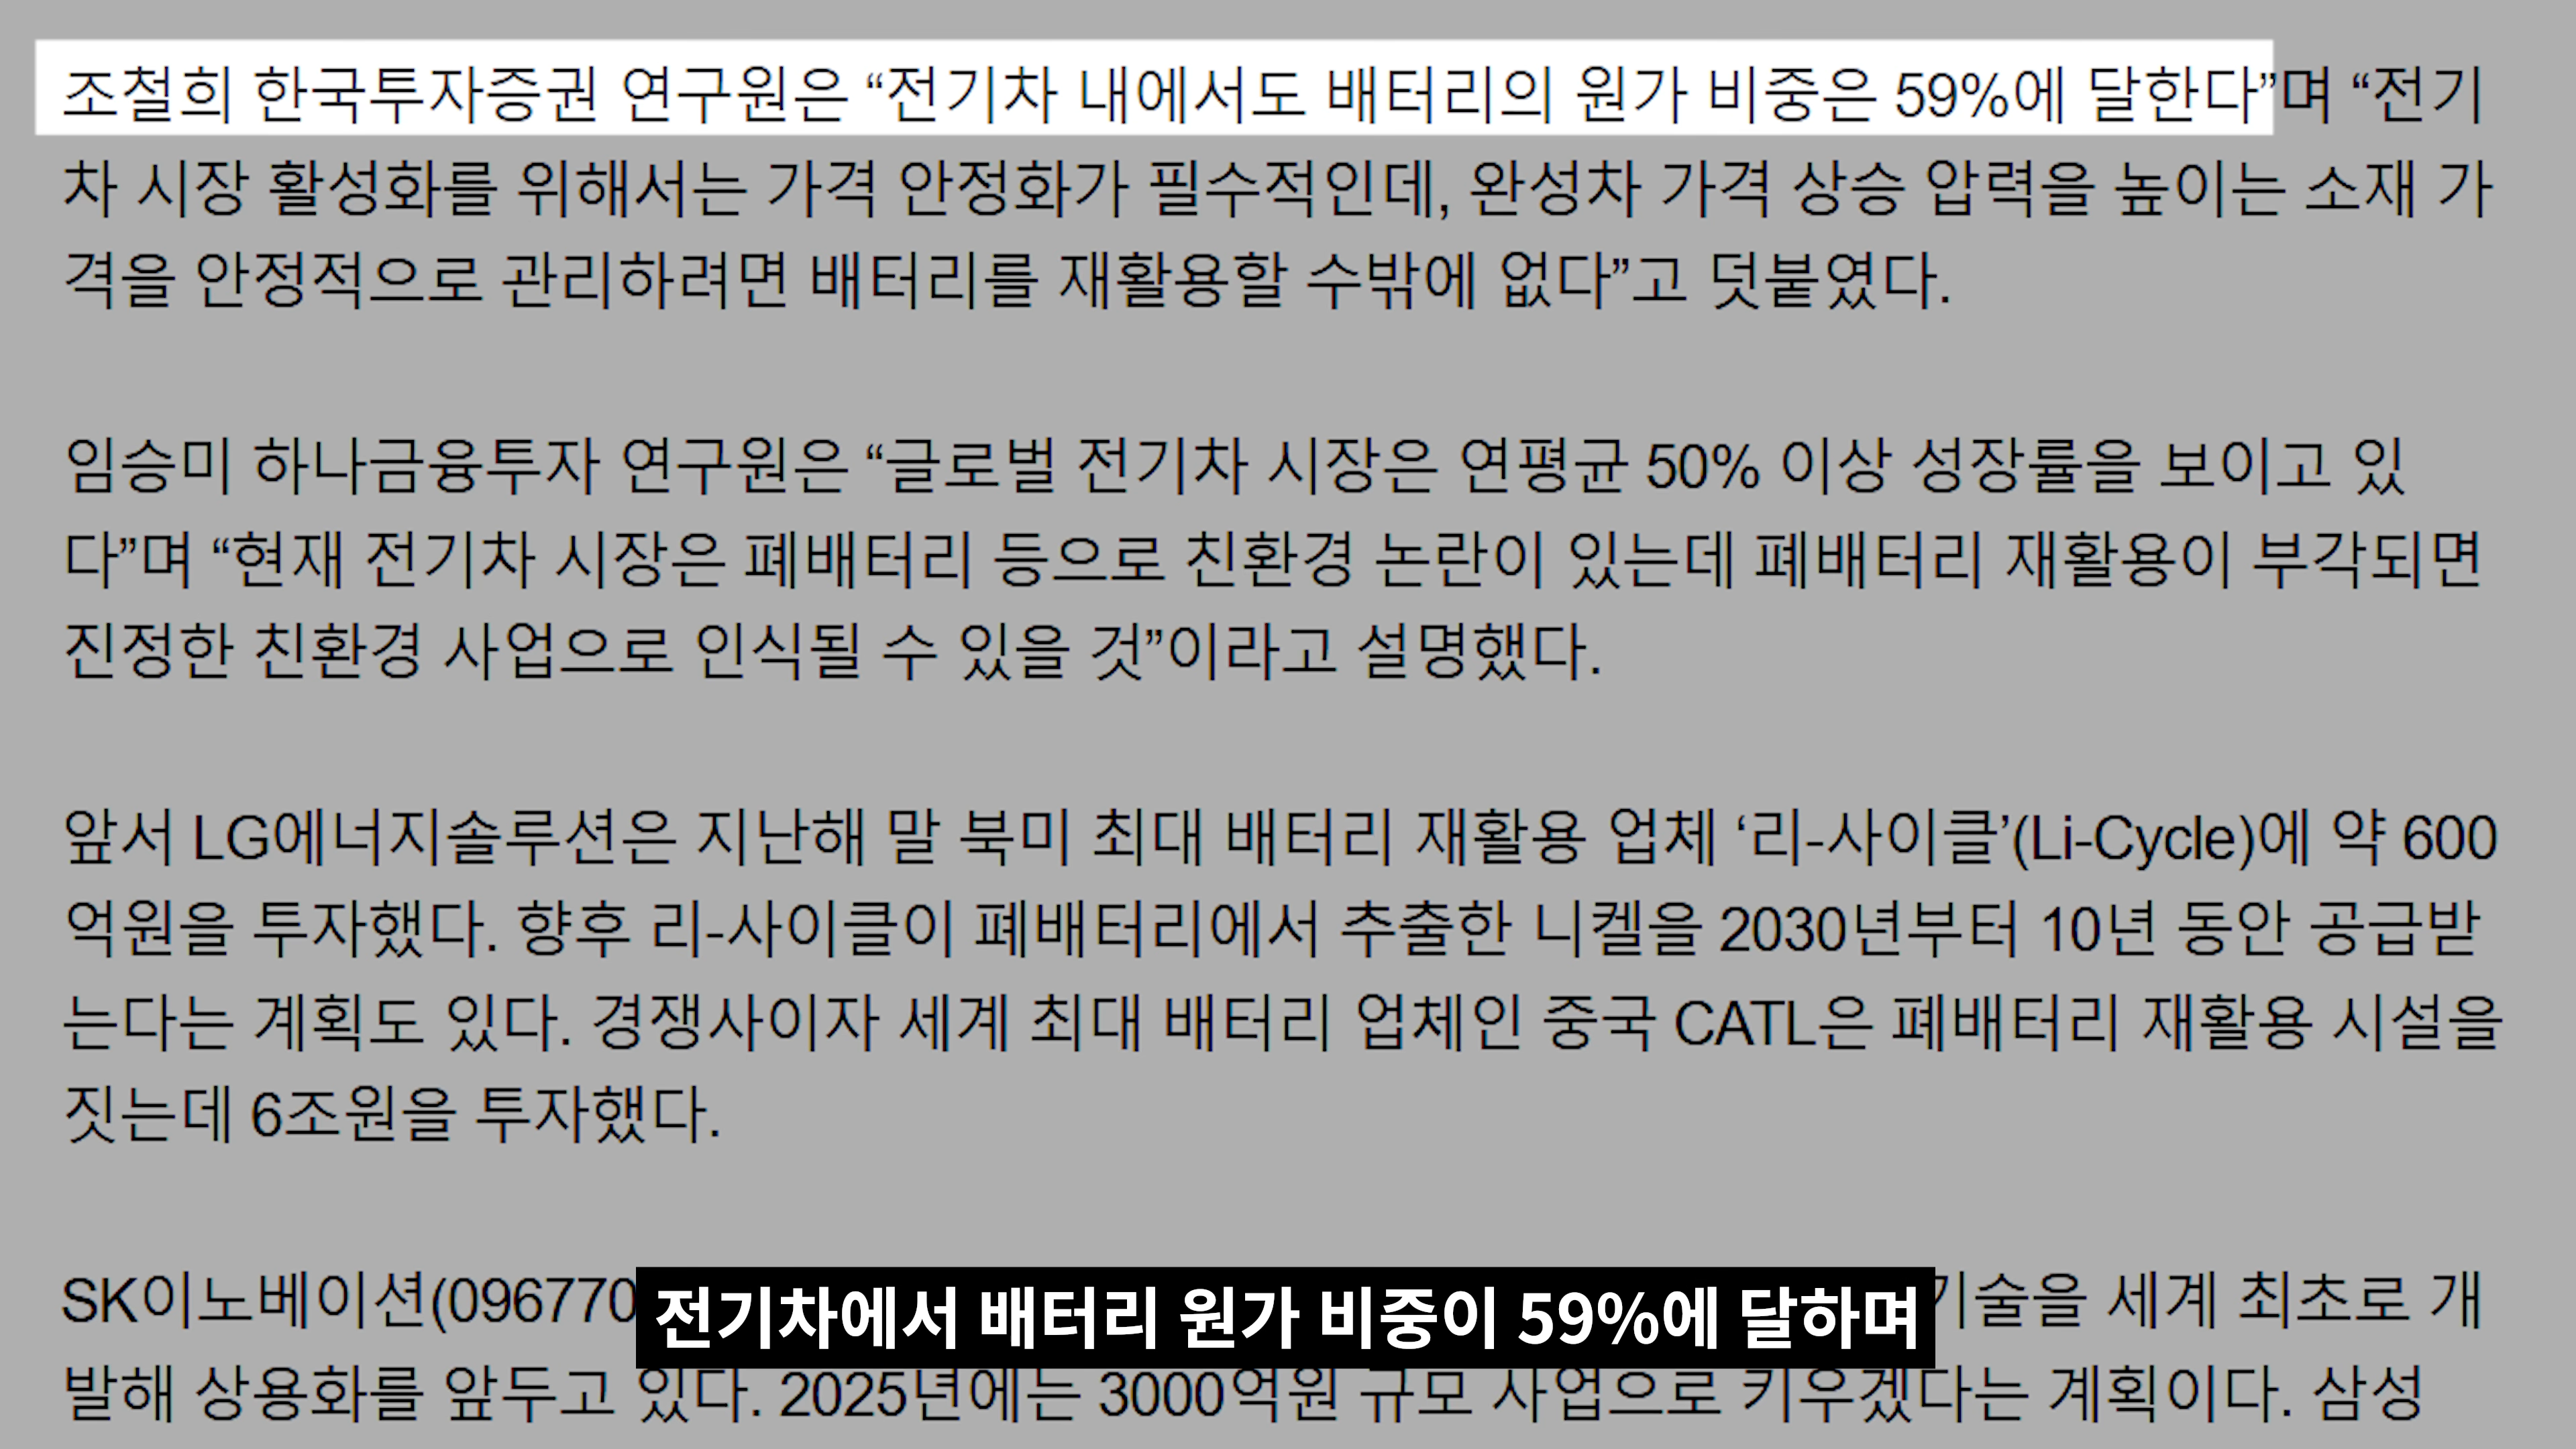 조철희 한국투자증권 연구원은 “전기차 내에서도 배터리의 원가 비중은 59%에 달한다”며 “전기
차 시장 활성화를 위해서는 가격 안정화가 필수적인데, 완성차 가격 상승 압력을 높이는 소재 가
격을 안정적으로 관리하려면 배터리를 재활용할 수밖에 없다”고 덧붙였다.
임승미 하나금융투자 연구원은 “글로벌 전기차 시장은 연평균 50% 이상 성장률을 보이고 있
다”며 “현재 전기차 시장은 폐배터리 등으로 친환경 논란이 있는데 폐배터리 재활용이 부각되면
진정한 친환경 사업으로 인식될 수 있을 것”이라고 설명했다.
앞서 LG에너지솔루션은 지난해 말 북미 최대 배터리 재활용 업체 ‘리-사이클’(Li-Cycle)에 약 600
억원을 투자했다. 향후 리-사이클이 폐배터리에서 추출한 니켈을 2030년부터 10년 동안 공급받
는다는 계획도 있다. 경쟁사이자 세계 최대 배터리 업체인 중국 CATL은 폐배터리 재활용 시설을
짓는데 6조원을 투자했다.
SK이노베이션(096770 기술을 세계 최초로 개
전기차에서 배터리 원가 비중이 59%에 달하며
발해 상용화를 앞두고 있다. 2025년에는 3000억원 규모 사업으로 키우겠다는 계획이다. 삼성